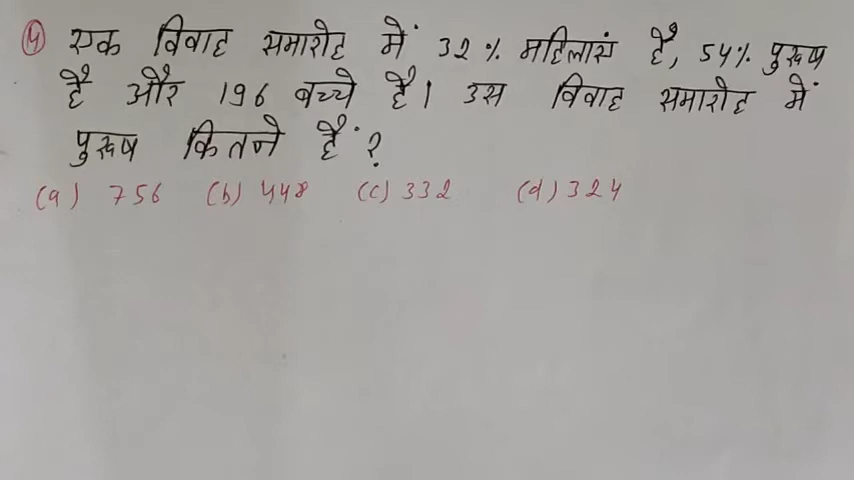 (4) एक विवाह समारोह में 32% महिलाएं है, 54% पुरूष
है और 196 बच्चे है। उस विवाह समारोह में
पुरूष कितने हैं ?
(a) 756 (b) 448 (c) 332 (d) 324